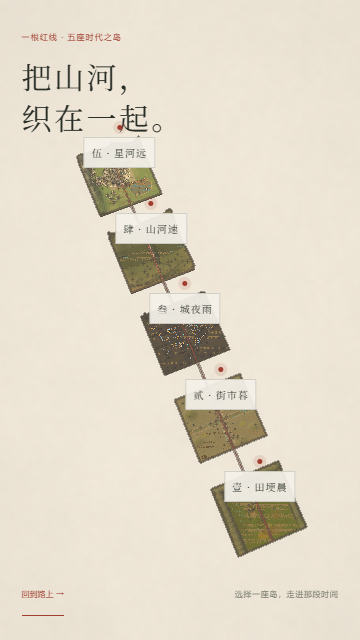 一根红线 · 五座时代之岛
把山河，
织在一起。
伍 · 星河远
肆 · 山河速
叁 · 城夜雨
贰 · 街市暮
壹 · 田埂晨
回到路上 →
选择一座岛，走进那段时间